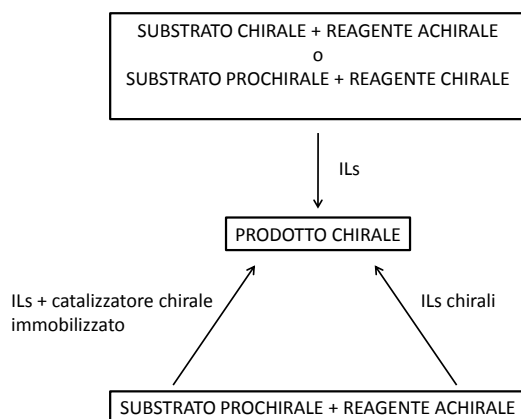 SUBSTRATO CHIRALE + REAGENTE ACHIRALE
o
SUBSTRATO PROCHIRALE + REAGENTE CHIRALE
ILs
PRODOTTO CHIRALE
ILs + catalizzatore chirale
immobilizzato
ILs chirali
SUBSTRATO PROCHIRALE + REAGENTE ACHIRALE